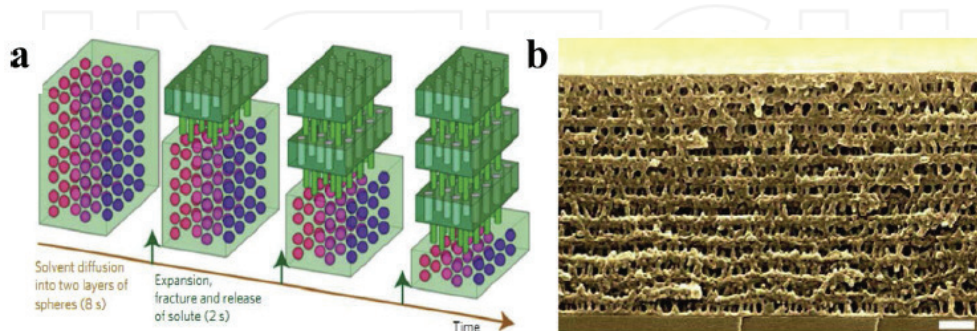 a
b
Solvent diffusion
into two layers of
spheres (8 s)
Expansion,
fracture and release
of solute (2 s)
Time